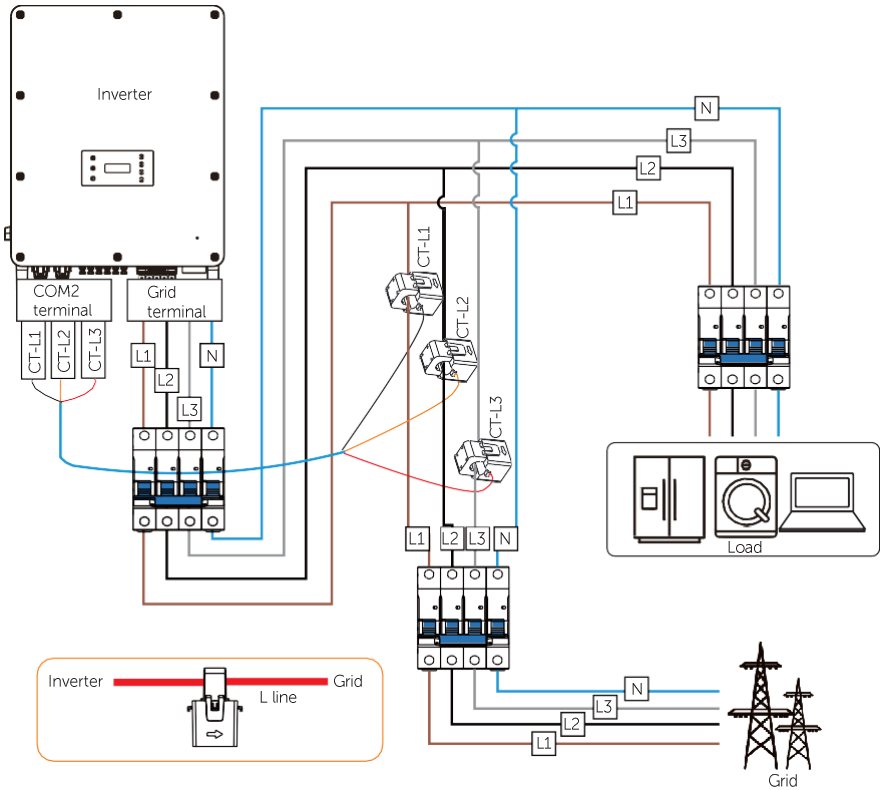 Inverter
N
L3
L2
L1
CT-L1
CT-L2
CT-L3
COM2
terminal
Grid
terminal
CT-L1
CT-L2
CT-L3
L1
L2
L3
N
L1
L2
L3
N
Load
Inverter
Grid
L line
N
L3
L2
L1
Grid